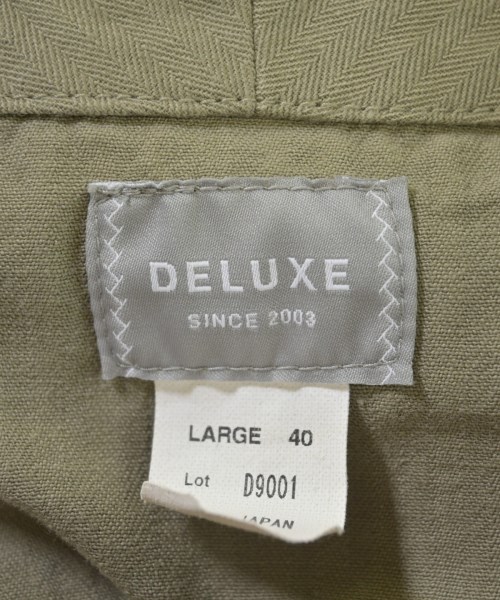 DELUXE
SINCE 2003
LARGE 40
Lot D9001
JAPAN